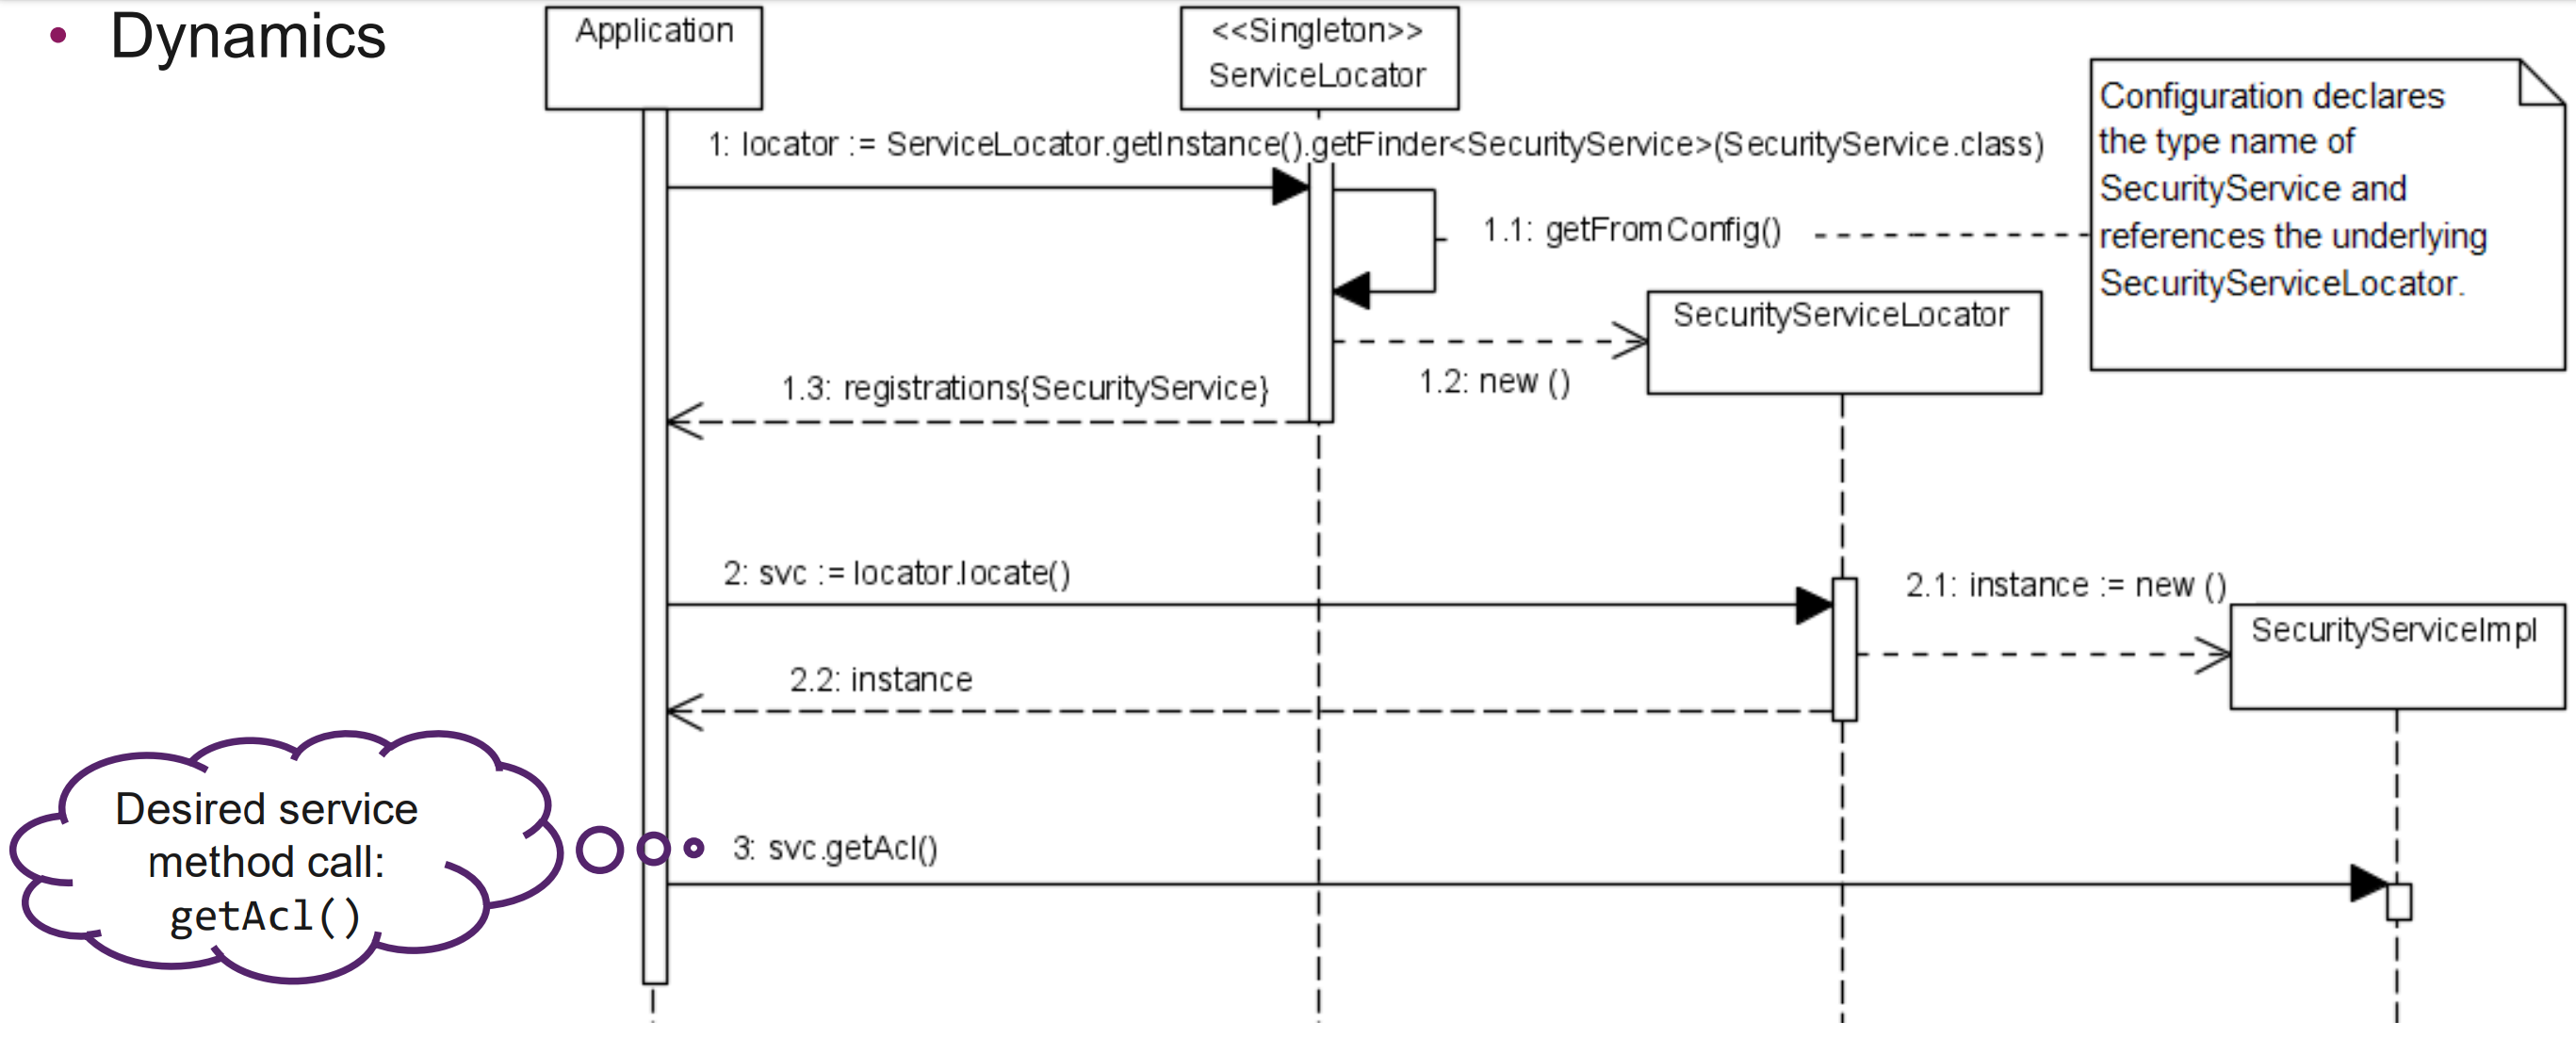 • Dynamics
Application
<<Singleton>>
ServiceLocator
Configuration declares
the type name of
SecurityService and
references the underlying
SecurityServiceLocator.
1: locator := ServiceLocator.getInstance().getFinder<SecurityService>(SecurityService.class)
1.1: getFromConfig()
SecurityServiceLocator
1.2: new ()
1.3: registrations{SecurityService}
2: svc := locator.locate()
2.1: instance := new ()
SecurityServiceImpl
2.2: instance
Desired service
method call:
getAcl()
3: svc.getAcl()